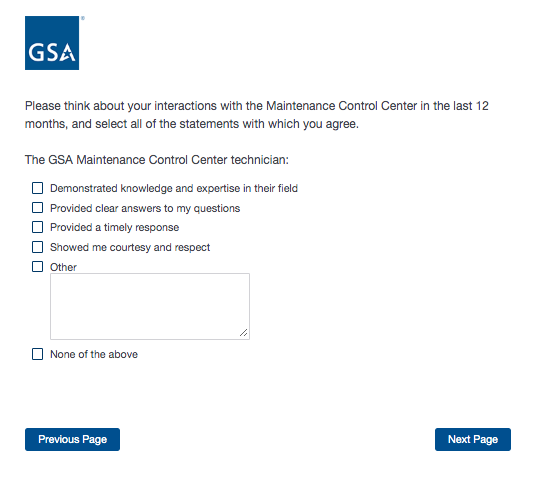 GSA
Please think about your interactions with the Maintenance Control Center in the last 12
months, and select all of the statements with which you agree.
The GSA Maintenance Control Center technician:
Demonstrated knowledge and expertise in their field
Provided clear answers to my questions
Provided a timely response
Showed me courtesy and respect
Other
None of the above
Previous Page
Next Page